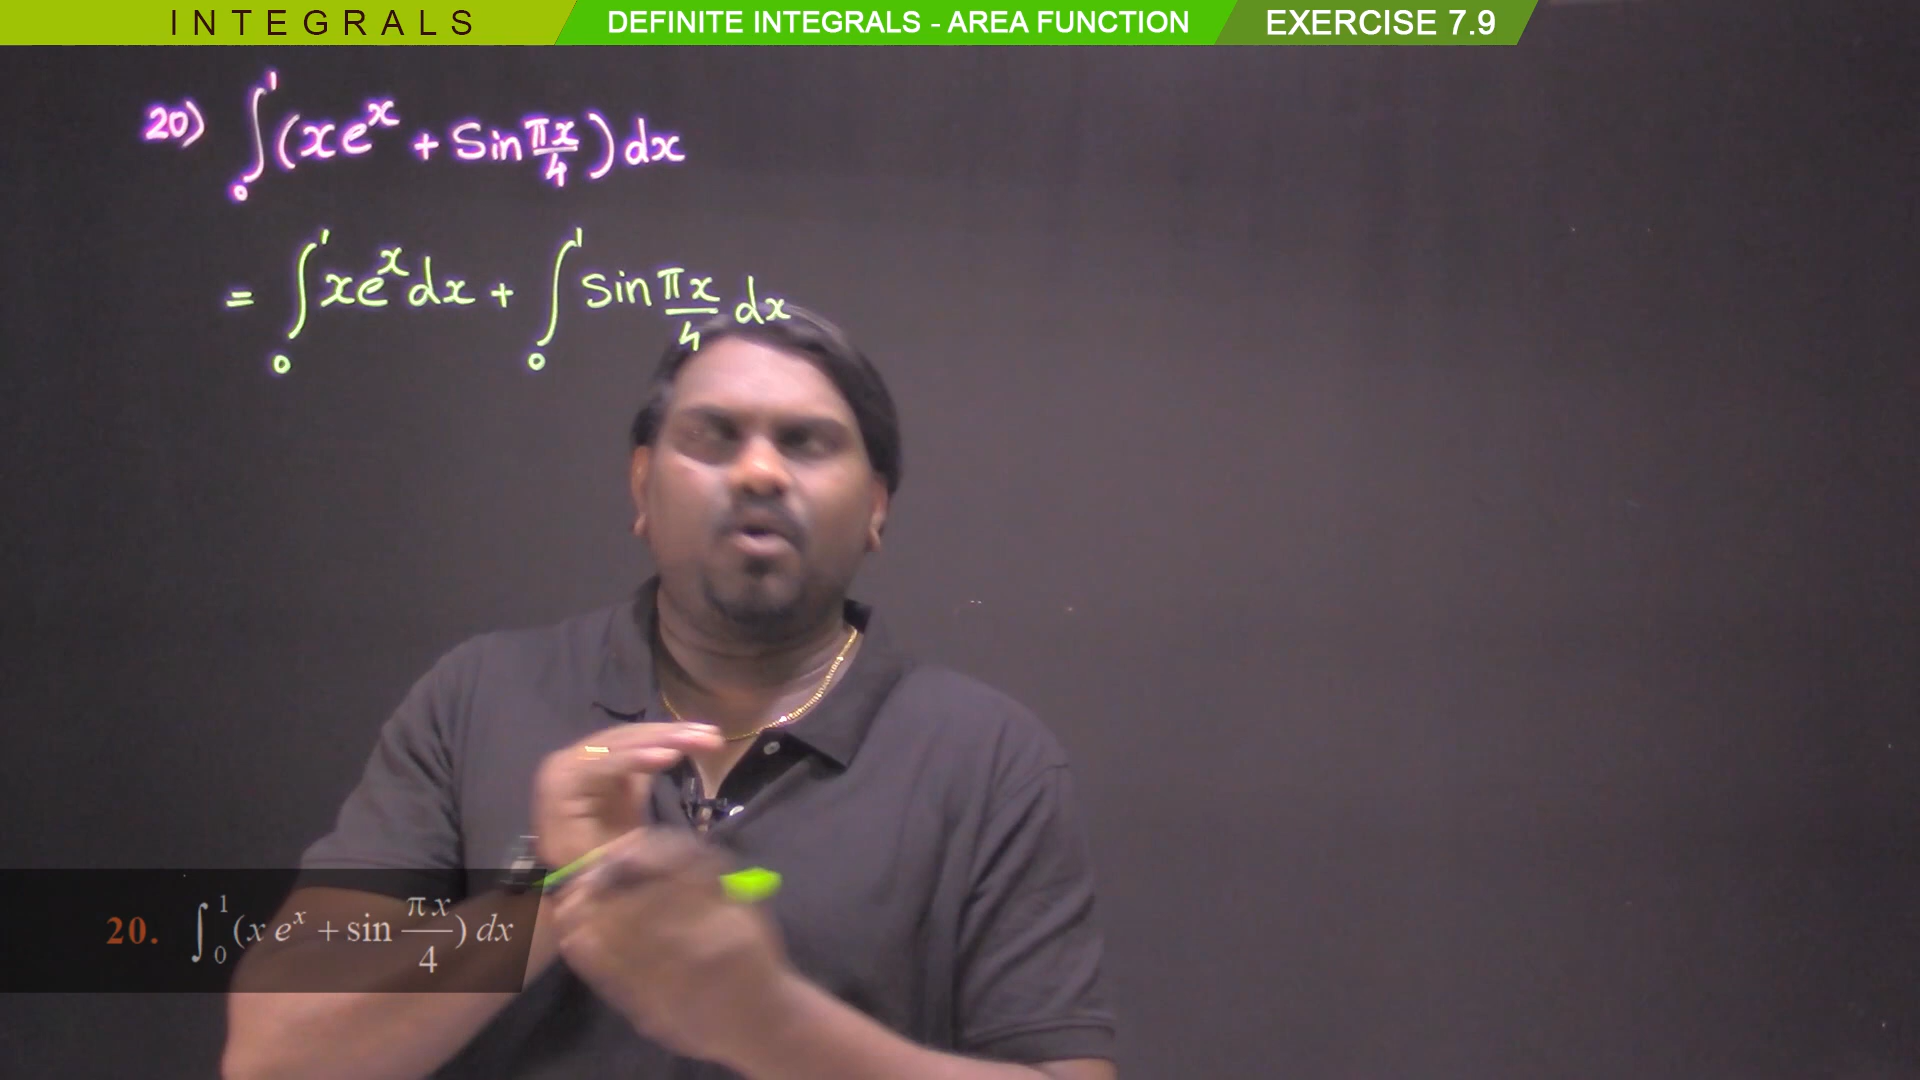 INTEGRALS DEFINITE INTEGRALS - AREA FUNCTION EXERCISE 7.9
20) ∫₀¹ (xeˣ + Sin πx/4) dx
= ∫₀¹ xeˣ dx + ∫₀¹ sin πx/4 dx
20. ∫₀¹ (x eˣ + sin πx/4) dx